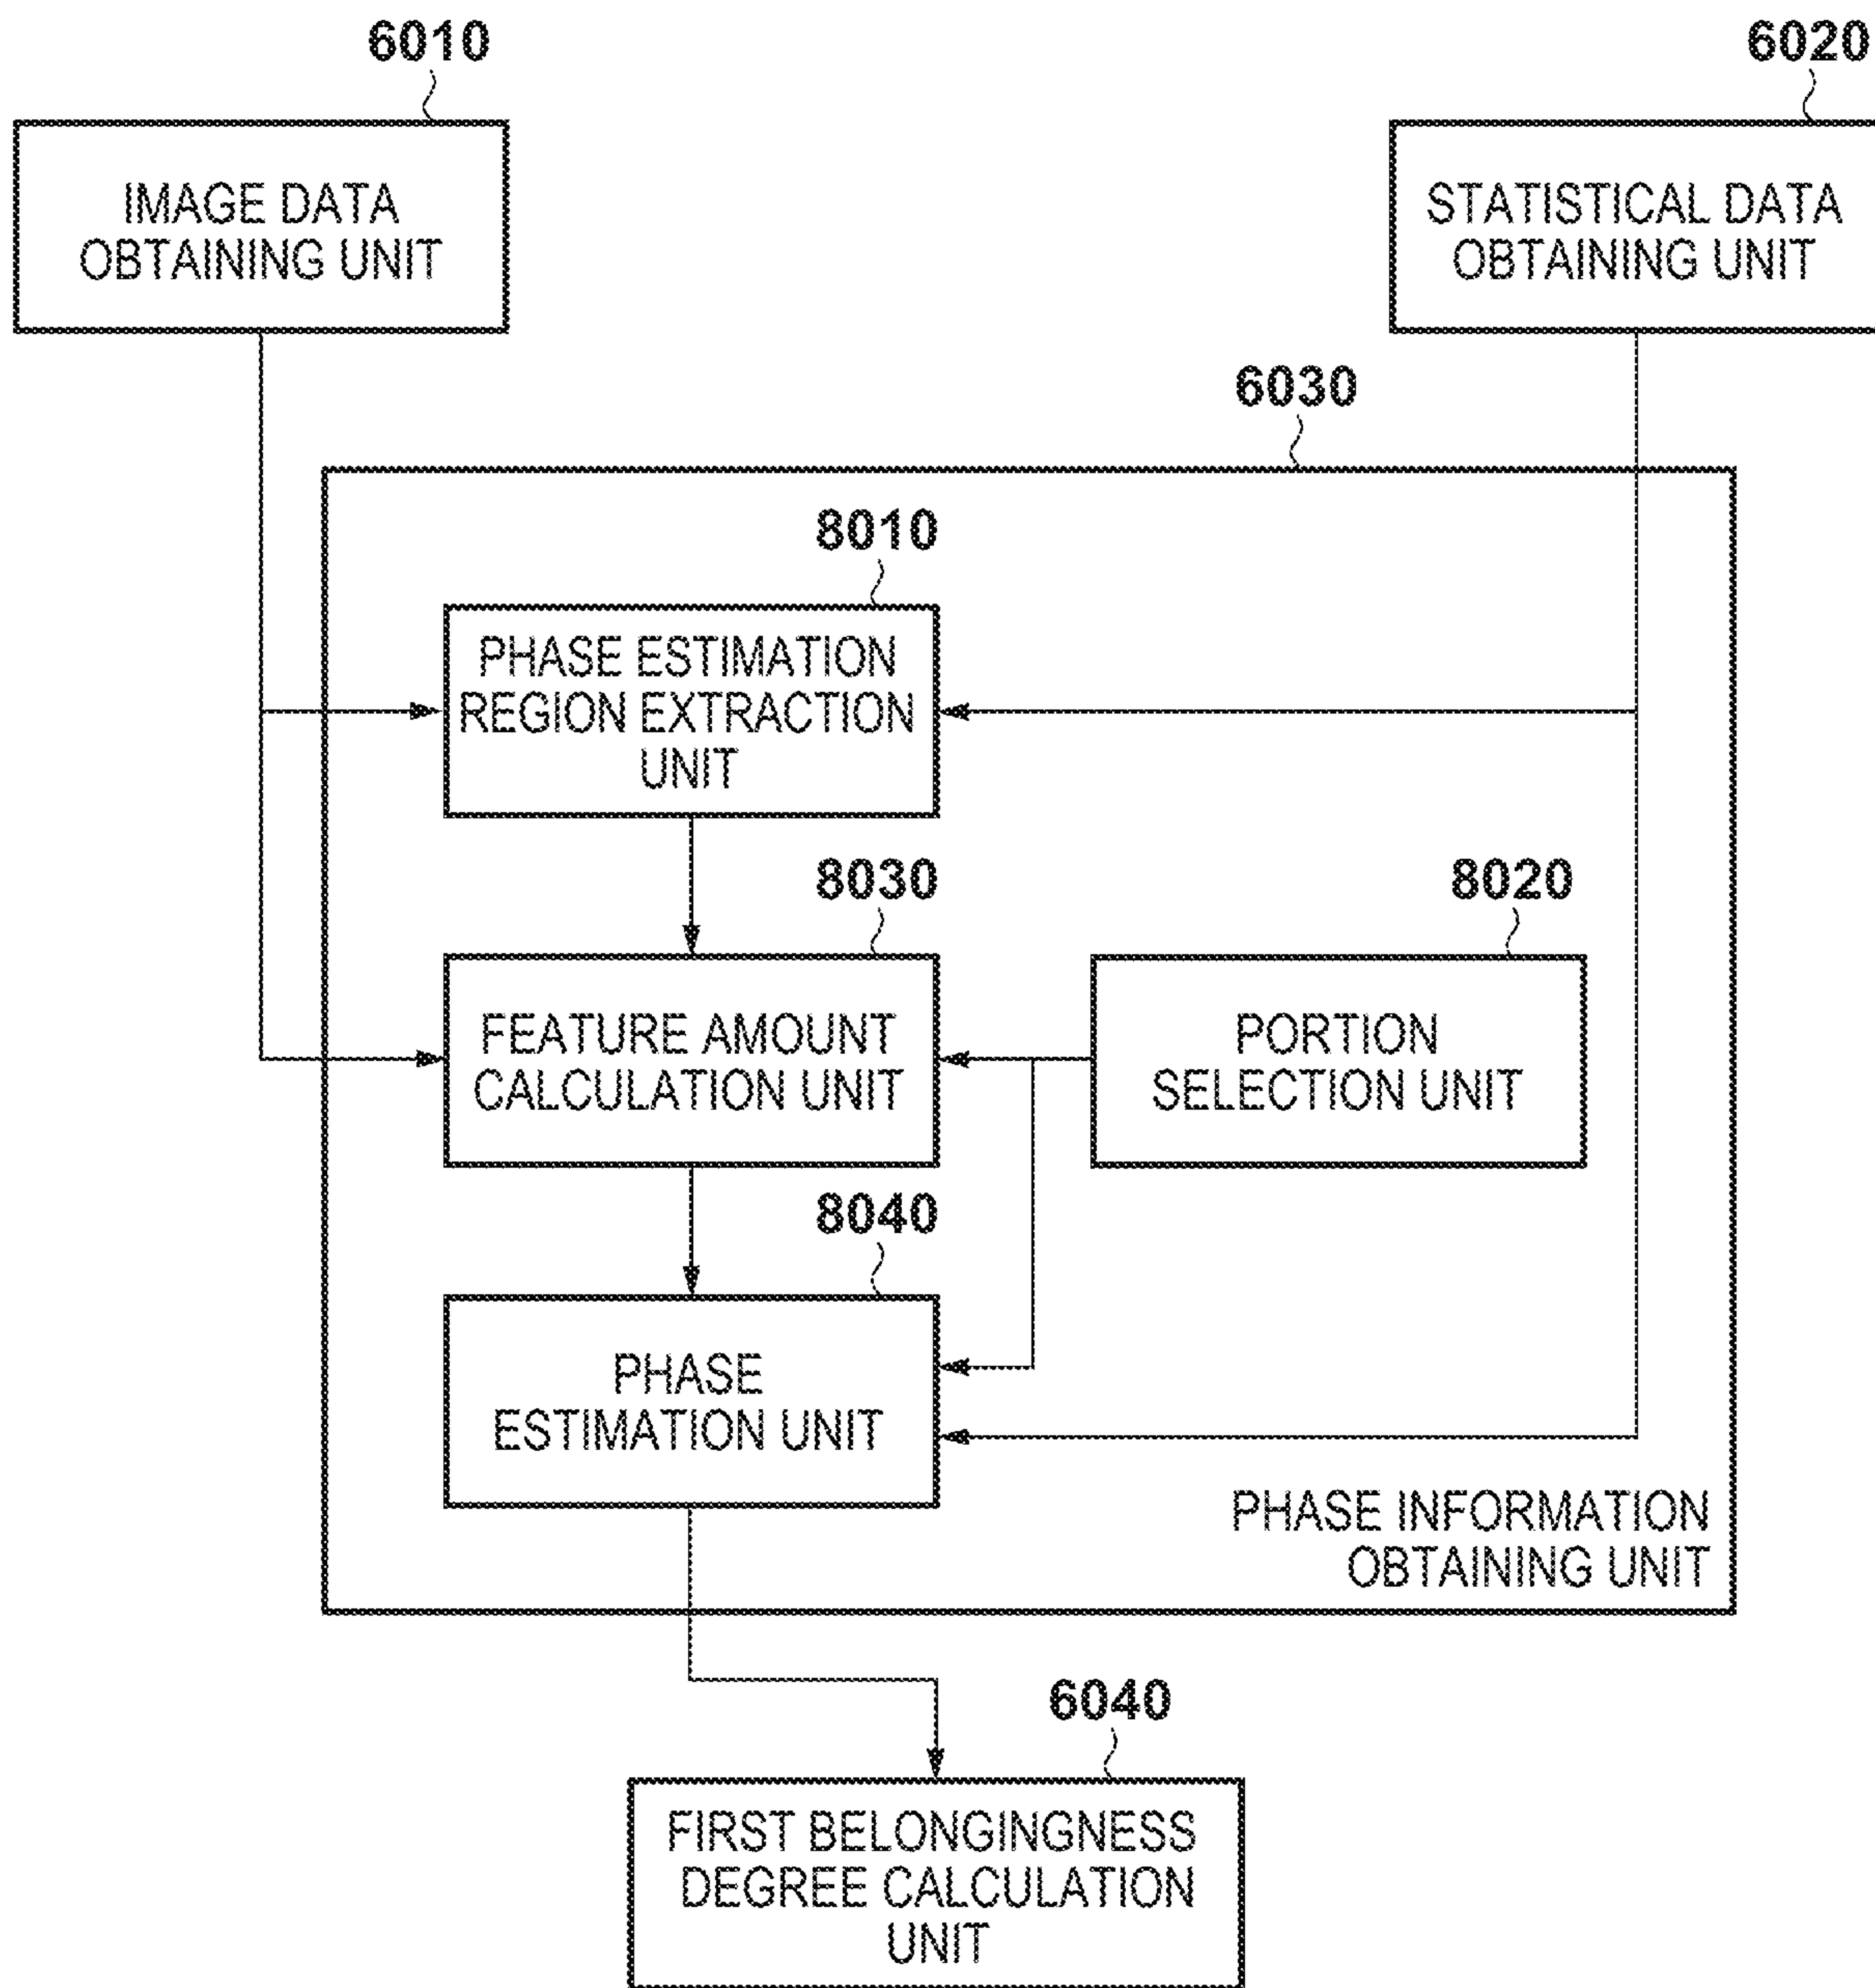 6010
IMAGE DATA
OBTAINING UNIT
6020
STATISTICAL DATA
OBTAINING UNIT
6030
8010
PHASE ESTIMATION
REGION EXTRACTION
UNIT
8030
FEATURE AMOUNT
CALCULATION UNIT
8020
PORTION
SELECTION UNIT
8040
PHASE
ESTIMATION UNIT
PHASE INFORMATION
OBTAINING UNIT
6040
FIRST BELONGINGNESS
DEGREE CALCULATION
UNIT